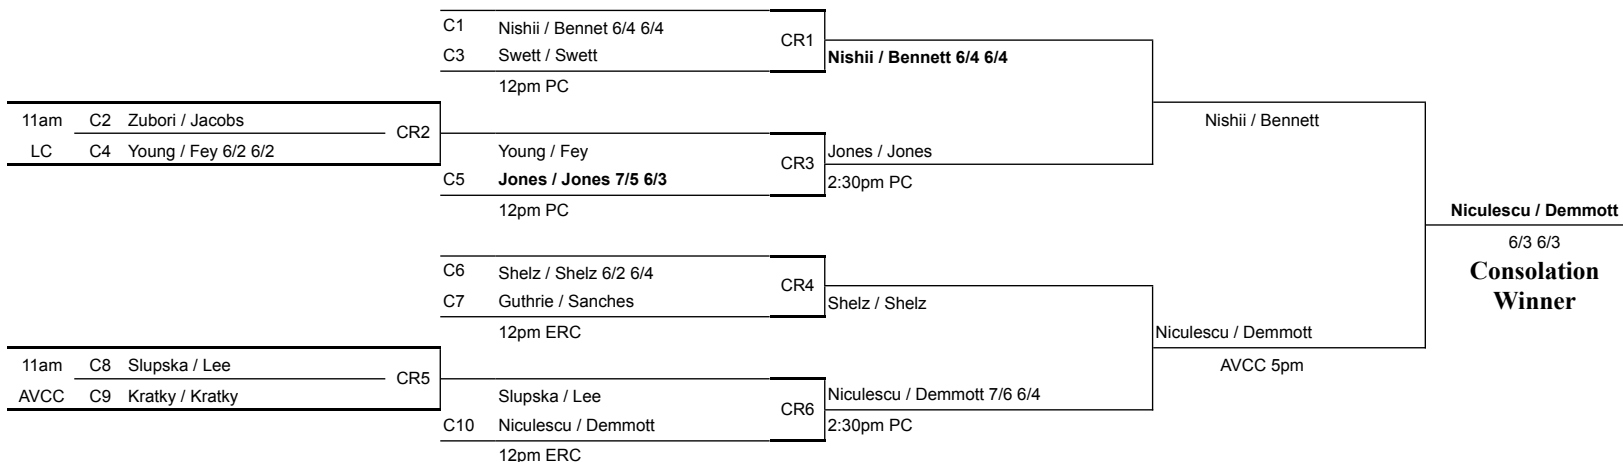 C1 Nishii / Bennet 6/4 6/4
CR1
C3 Swett / Swett
Nishii / Bennett 6/4 6/4
12pm PC
11am C2 Zubori / Jacobs
Nishii / Bennett
CR2
LC C4 Young / Fey 6/2 6/2
Young / Fey
Jones / Jones
CR3
C5 Jones / Jones 7/5 6/3
2:30pm PC
12pm PC
Niculescu / Demmott
6/3 6/3
Consolation
Winner
C6 Shelz / Shelz 6/2 6/4
CR4
C7 Guthrie / Sanches
Shelz / Shelz
12pm ERC
Niculescu / Demmott
AVCC 5pm
11am C8 Slupska / Lee
CR5
AVCC C9 Kratky / Kratky
Slupska / Lee
Niculescu / Demmott 7/6 6/4
CR6
C10 Niculescu / Demmott
2:30pm PC
12pm ERC